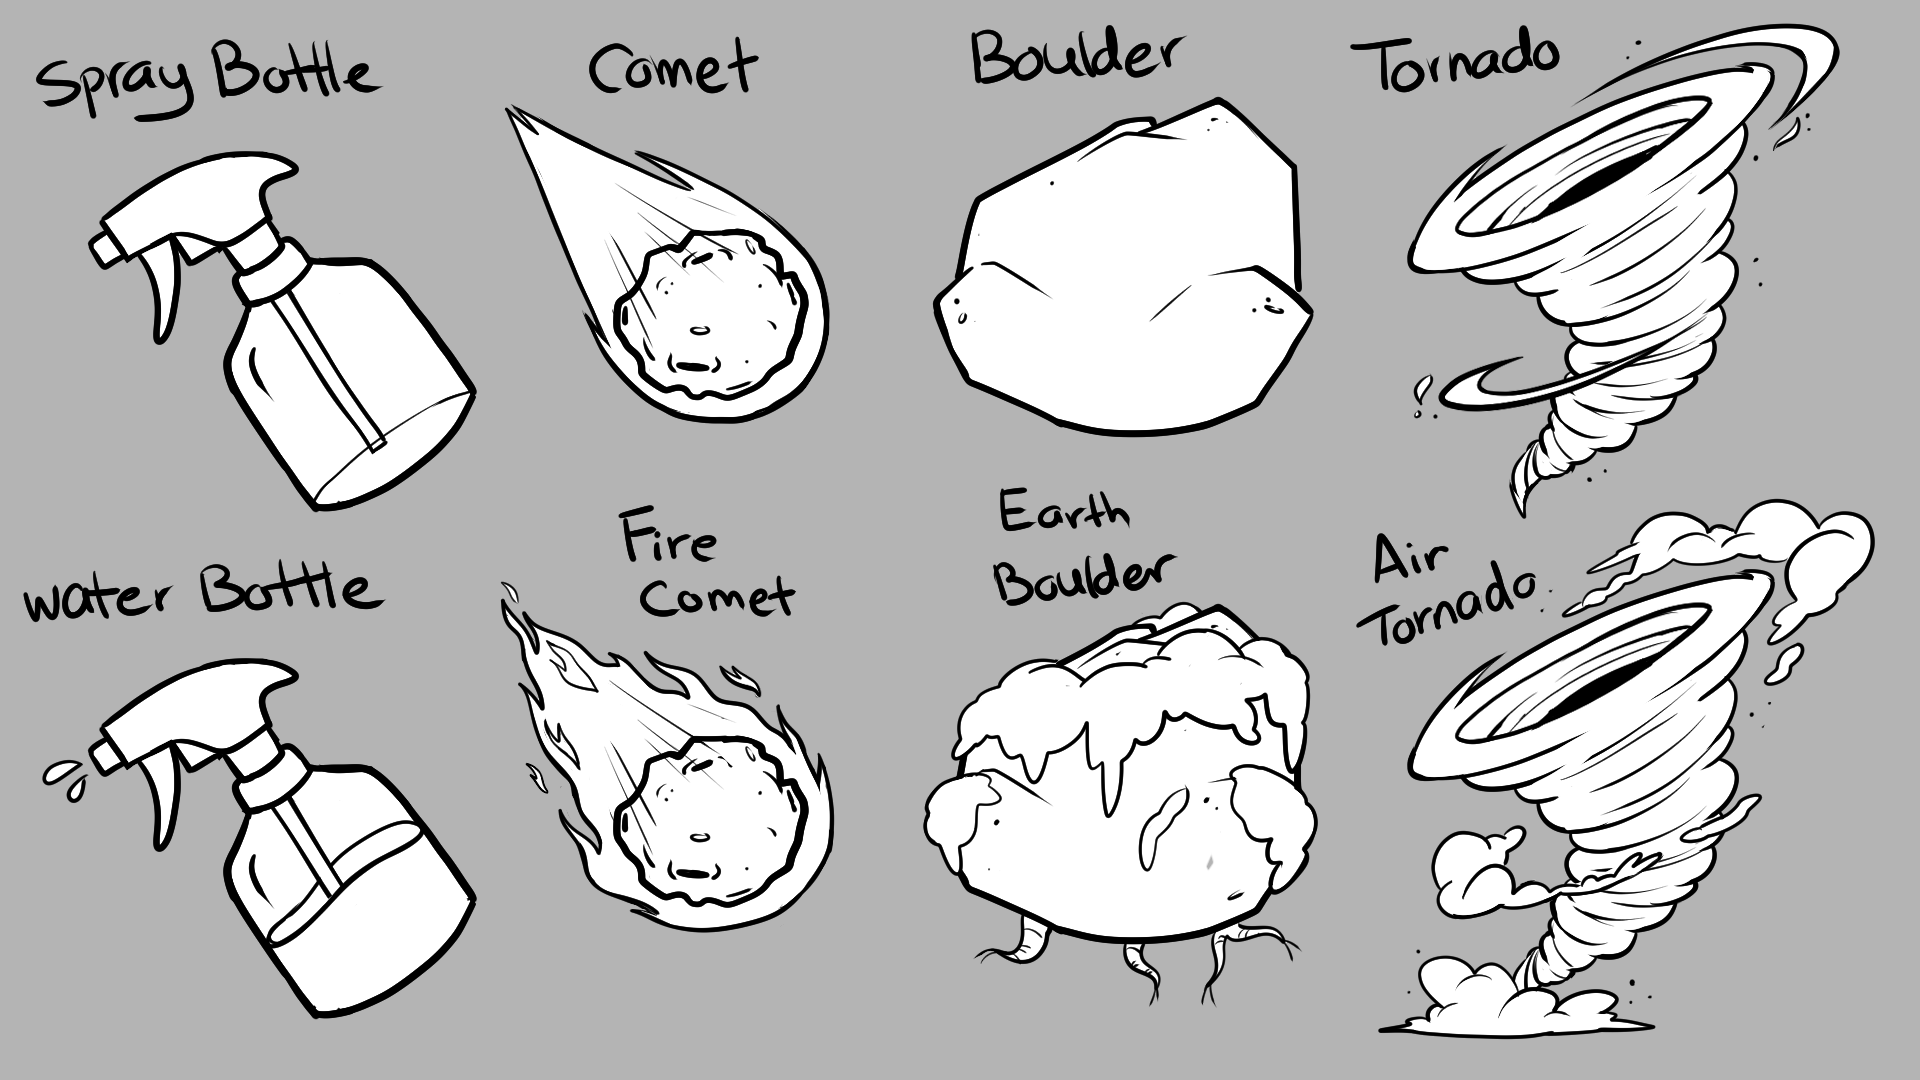 Spray Bottle
Comet
Boulder
Tornado
water Bottle
Fire
Comet
Earth
Boulder
Air
Tornado